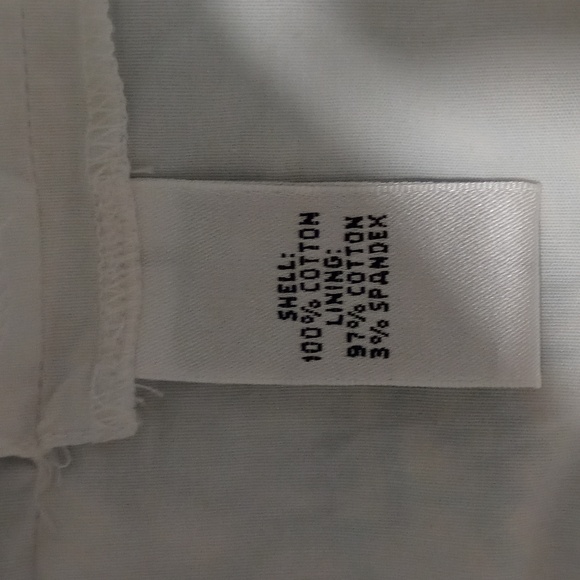 SHELL:
100% COTTON
LINING:
97% COTTON
3% SPANDEX